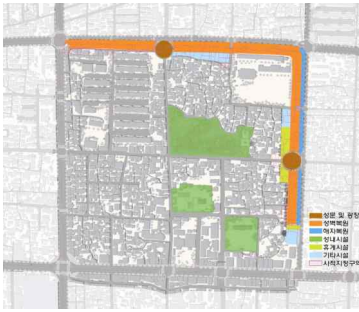 성문 및 광장
성벽복원
해자복원
성내시설
휴게시설
기타시설
사적지정구역